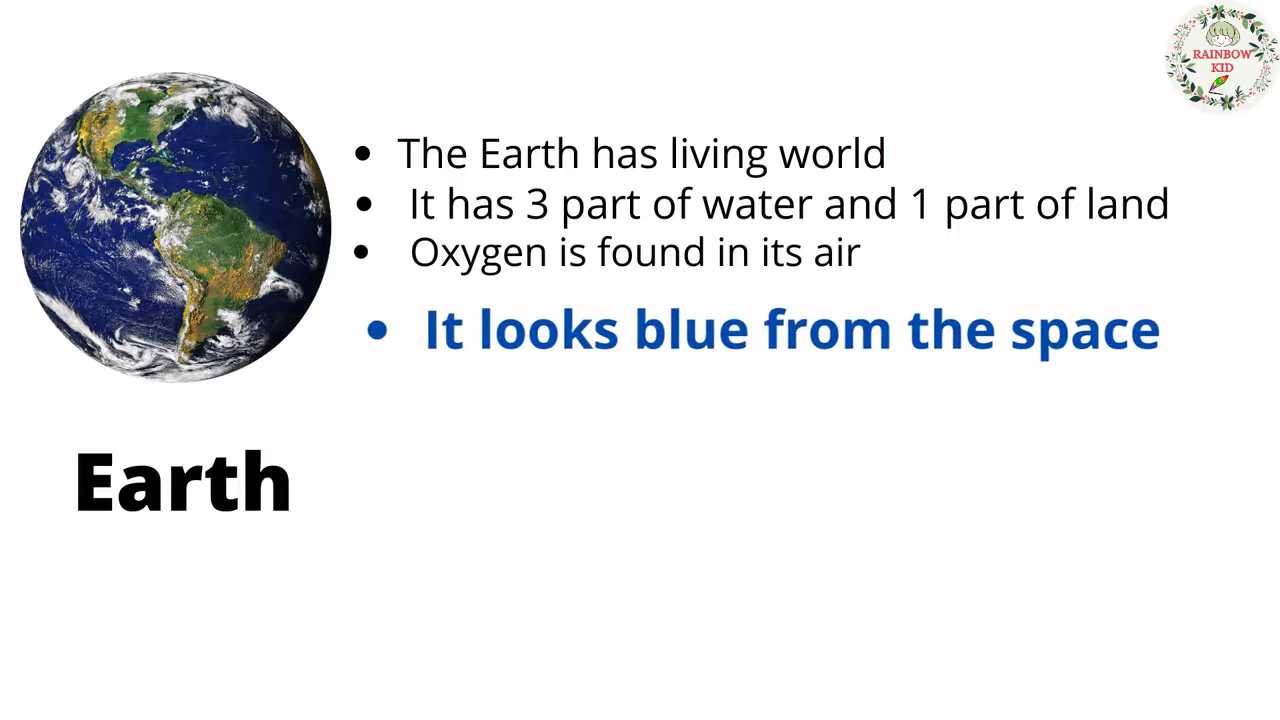 RAINBOW
KID
• The Earth has living world
• It has 3 part of water and 1 part of land
• Oxygen is found in its air
• It looks blue from the space
Earth